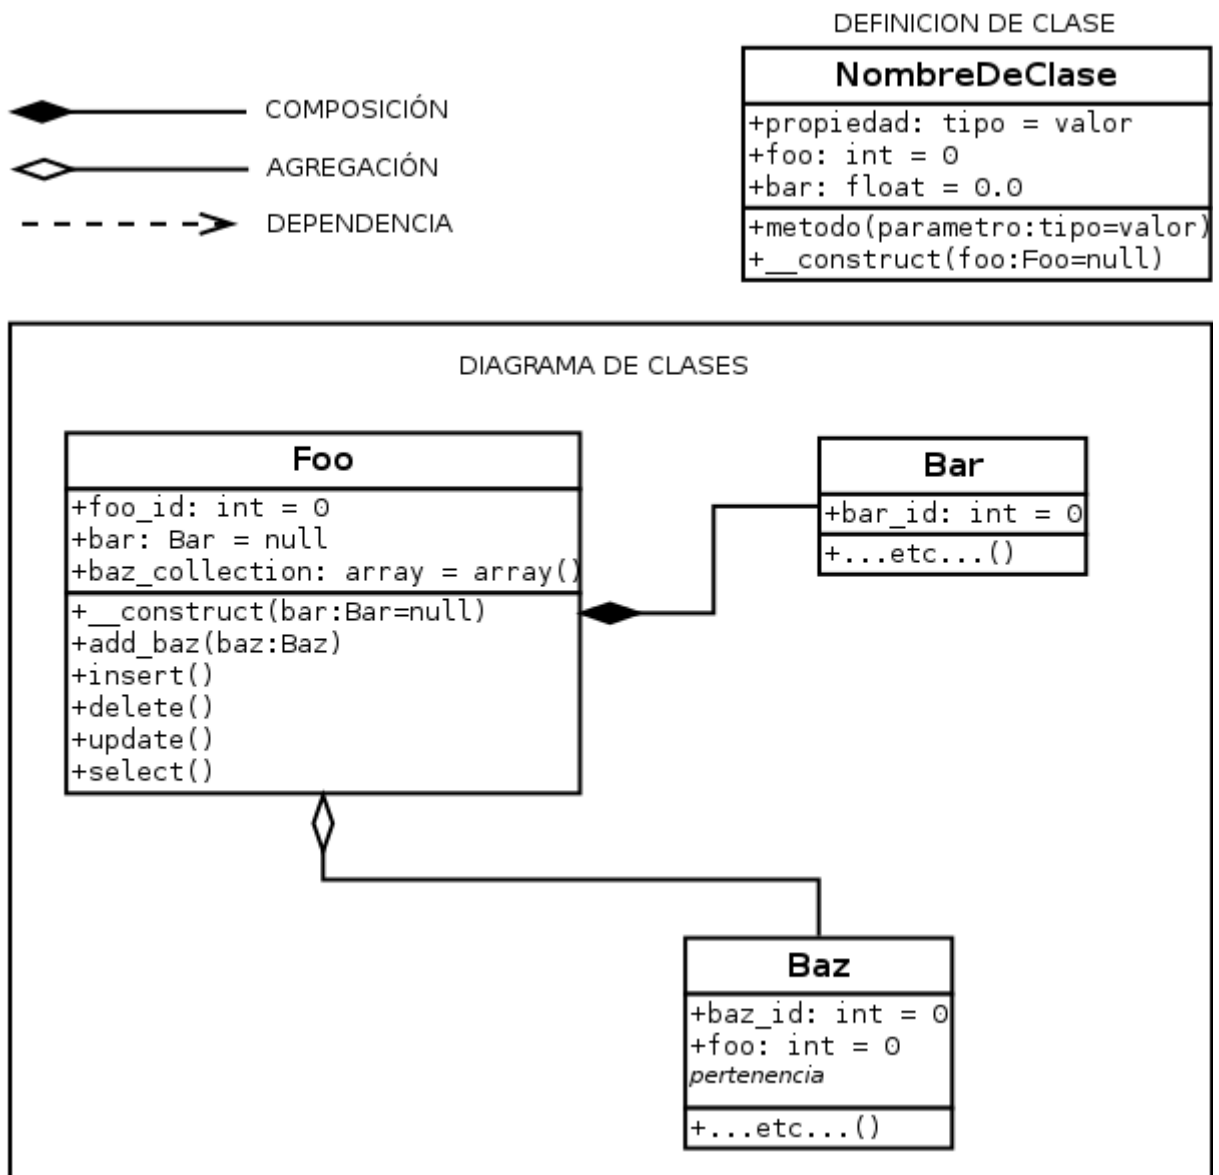 DEFINICION DE CLASE
NombreDeClase
+propiedad: tipo = valor
+foo: int = 0
+bar: float = 0.0
+metodo(parametro:tipo=valor)
+__construct(foo:Foo=null)
COMPOSICIÓN
AGREGACIÓN
DEPENDENCIA
DIAGRAMA DE CLASES
Foo
+foo_id: int = 0
+bar: Bar = null
+baz_collection: array = array()
+__construct(bar:Bar=null)
+add_baz(baz:Baz)
+insert()
+delete()
+update()
+select()
Bar
+bar_id: int = 0
+...etc...()
Baz
+baz_id: int = 0
+foo: int = 0
pertenencia
+...etc...()